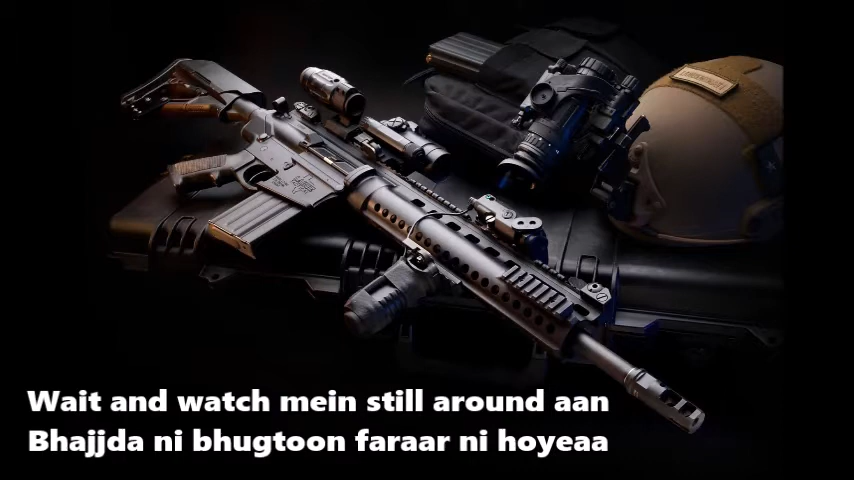 Wait and watch mein still around aan
Bhajjda ni bhugtoon faraar ni hoyeaa